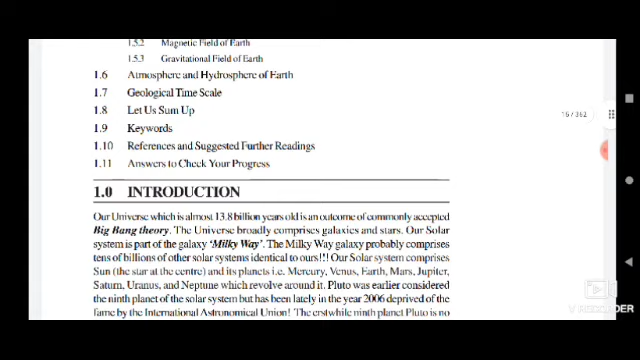 1.5.2 Magnetic Field of Earth
1.5.3 Gravitational Field of Earth
1.6 Atmosphere and Hydrosphere of Earth
1.7 Geological Time Scale
1.8 Let Us Sum Up
1.9 Keywords
1.10 References and Suggested Further Readings
1.11 Answers to Check Your Progress
16 / 362
1.0 INTRODUCTION
Our Universe which is almost 13.8 billion years old is an outcome of commonly accepted
Big Bang theory. The Universe broadly comprises galaxies and stars. Our Solar
system is part of the galaxy 'Milky Way'. The Milky Way galaxy probably comprises
tens of billions of other solar systems identical to ours!!! Our Solar system comprises
Sun (the star at the centre) and its planets i.e. Mercury, Venus, Earth, Mars, Jupiter,
Saturn, Uranus, and Neptune which revolve around it. Pluto was earlier considered
the ninth planet of the solar system but has been lately in the year 2006 deprived of the
fame by the International Astronomical Union! The erstwhile ninth planet Pluto is no
V RECORDER